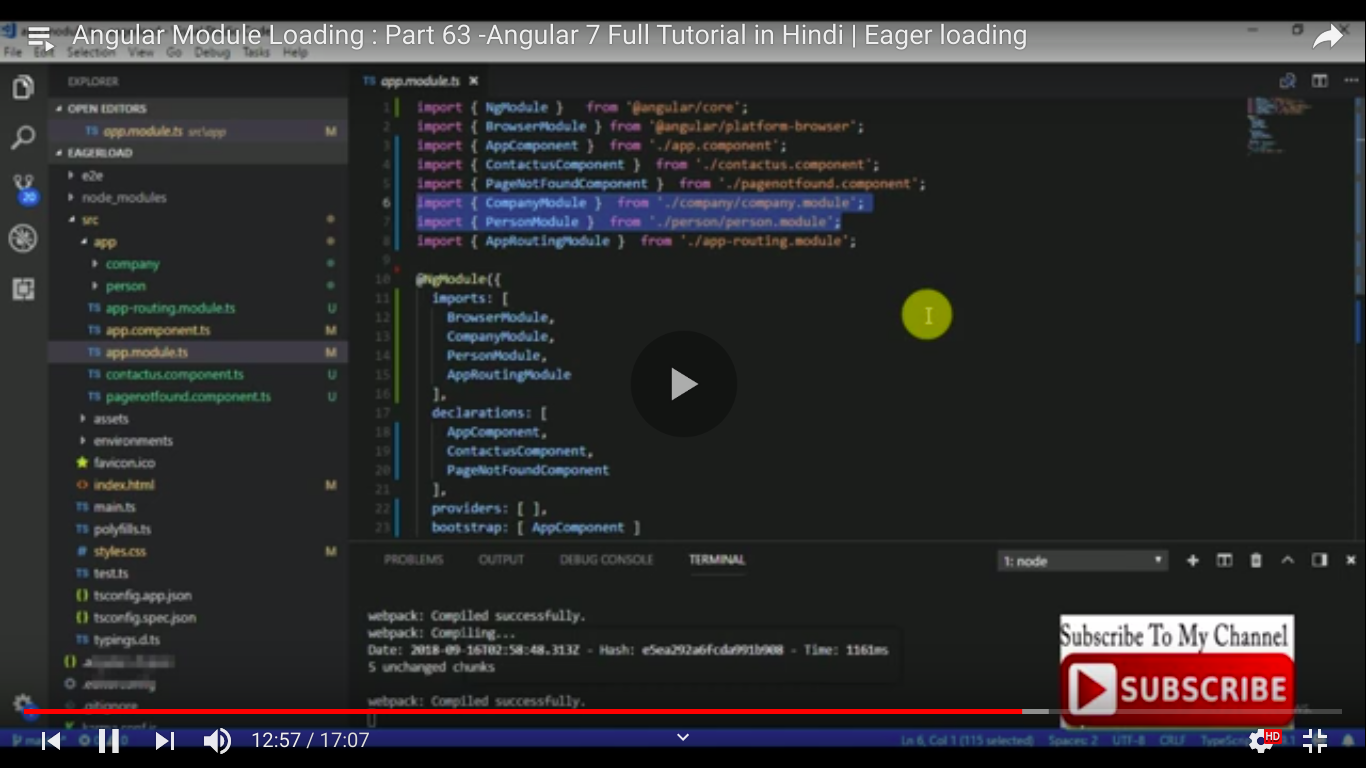 Angular Module Loading : Part 63 -Angular 7 Full Tutorial in Hindi | Eager loading
File Edit Selection View Go Debug Tasks Help
EXPLORER
OPEN EDITORS
TS app.module.ts src\app M
EAGERLOAD
e2e
node_modules
src
app
company
person
TS app-routing.module.ts U
TS app.component.ts M
TS app.module.ts M
TS contactus.component.ts U
TS pagenotfound.component.ts U
assets
environments
favicon.ico
index.html M
TS main.ts
TS polyfills.ts
# styles.css M
TS test.ts
{} tsconfig.app.json
{} tsconfig.spec.json
TS typings.d.ts
.gitignore
20
TS app.module.ts
1 import { NgModule } from '@angular/core';
2 import { BrowserModule } from '@angular/platform-browser';
3 import { AppComponent } from './app.component';
4 import { ContactusComponent } from './contactus.component';
5 import { PageNotFoundComponent } from './pagenotfound.component';
6 import { CompanyModule } from './company/company.module';
7 import { PersonModule } from './person/person.module';
8 import { AppRoutingModule } from './app-routing.module';
9
10 @NgModule({
11 imports: [
12 BrowserModule,
13 CompanyModule,
14 PersonModule,
15 AppRoutingModule
16 ],
17 declarations: [
18 AppComponent,
19 ContactusComponent,
20 PageNotFoundComponent
21 ],
22 providers: [ ],
23 bootstrap: [ AppComponent ]
PROBLEMS OUTPUT DEBUG CONSOLE TERMINAL
1: node
webpack: Compiled successfully.
webpack: Compiling...
Date: 2018-09-16T02:58:48.313Z - Hash: e5ea292a6fcda991b908 - Time: 1161ms
5 unchanged chunks
webpack: Compiled successfully.
Subscribe To My Channel
SUBSCRIBE
12:57 / 17:07
HD
Ln 6, Col 1 (115 selected) Spaces: 2 UTF-8 CRLF